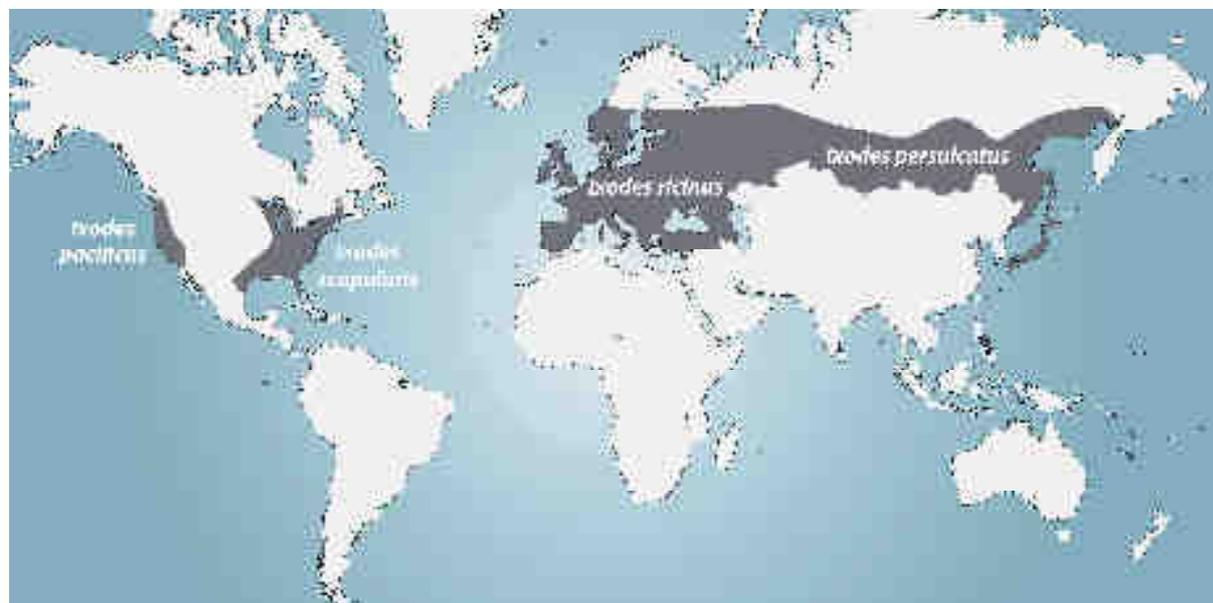 Ixodes persulcatus
Ixodes ricinus
Ixodes
pacificus
Ixodes
scapularis